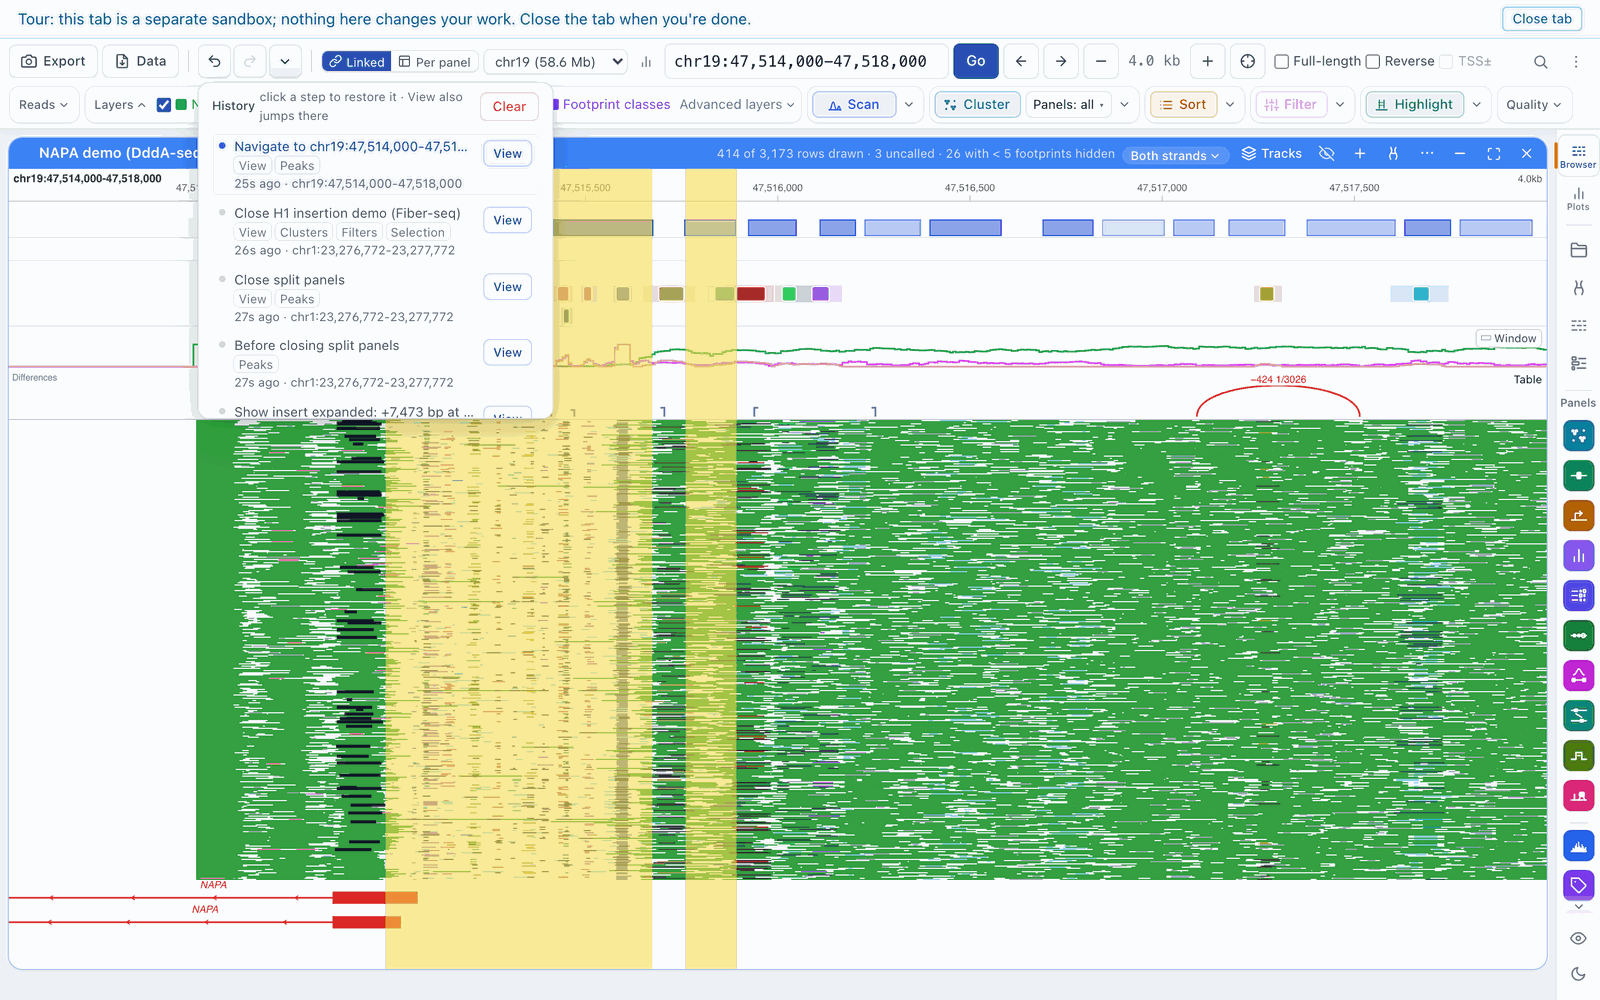 Tour: this tab is a separate sandbox; nothing here changes your work. Close the tab when you're done.
Close tab
Export
Data
Linked
Per panel
chr19 (58.6 Mb)
chr19:47,514,000–47,518,000
Go
4.0 kb
Full-length
Reverse
TSS±
Reads
Layers
Footprint classes
Advanced layers
Scan
Cluster
Panels: all
Sort
Filter
Highlight
Quality
History
click a step to restore it · View also
jumps there
Clear
Navigate to chr19:47,514,000-47,51...
View
Peaks
25s ago · chr19:47,514,000-47,518,000
View
Close H1 insertion demo (Fiber-seq)
View
Clusters
Filters
Selection
26s ago · chr1:23,276,772-23,277,772
View
Close split panels
View
Peaks
27s ago · chr1:23,276,772-23,277,772
View
Before closing split panels
Peaks
27s ago · chr1:23,276,772-23,277,772
View
Show insert expanded: +7,473 bp at ...
NAPA demo (DddA-seq
414 of 3,173 rows drawn · 3 uncalled · 26 with < 5 footprints hidden
Both strands
Tracks
chr19:47,514,000-47,518,000
47,515,500
47,516,000
47,516,500
47,517,000
47,517,500
4.0kb
Window
Differences
–424 1/3026
Table
NAPA
NAPA
Browser
Plots
Panels